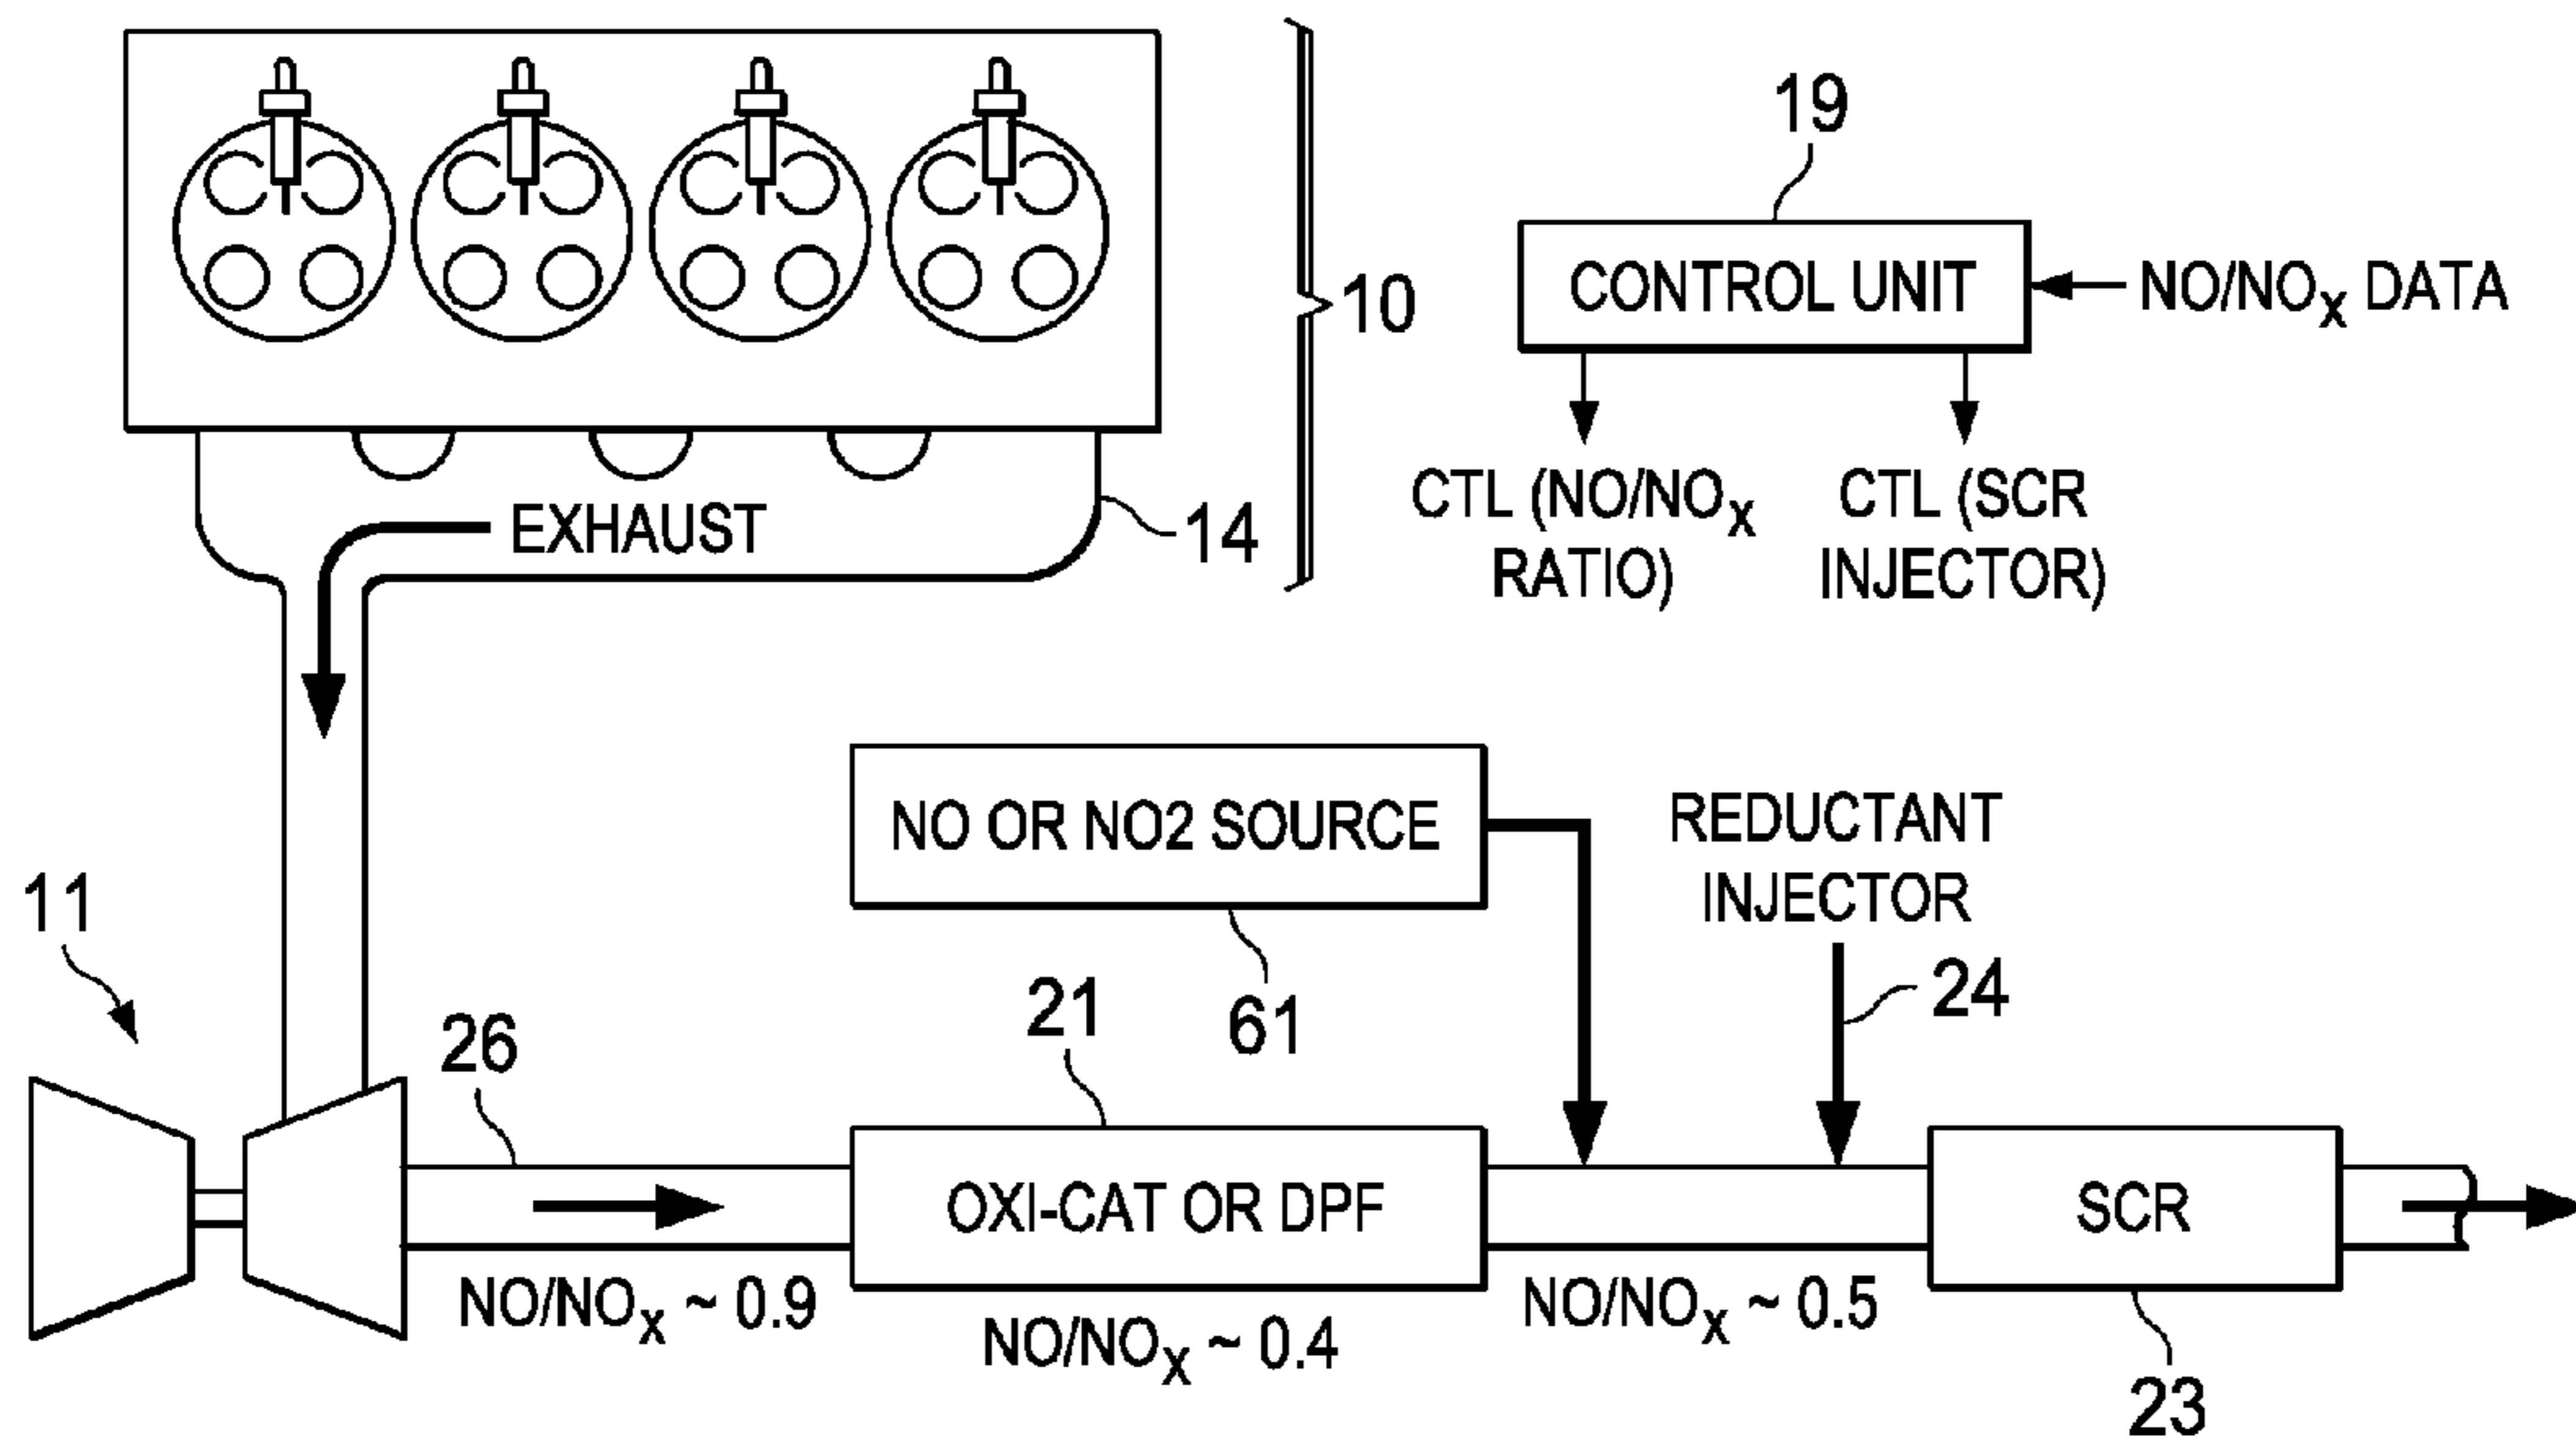 19
CONTROL UNIT
NO/NOX DATA
10
CTL (NO/NOX
RATIO)
CTL (SCR
INJECTOR)
EXHAUST
14
NO OR NO2 SOURCE
REDUCTANT
INJECTOR
11
61
24
26
21
OXI-CAT OR DPF
SCR
NO/NOX ~ 0.9
NO/NOX ~ 0.4
NO/NOX ~ 0.5
23